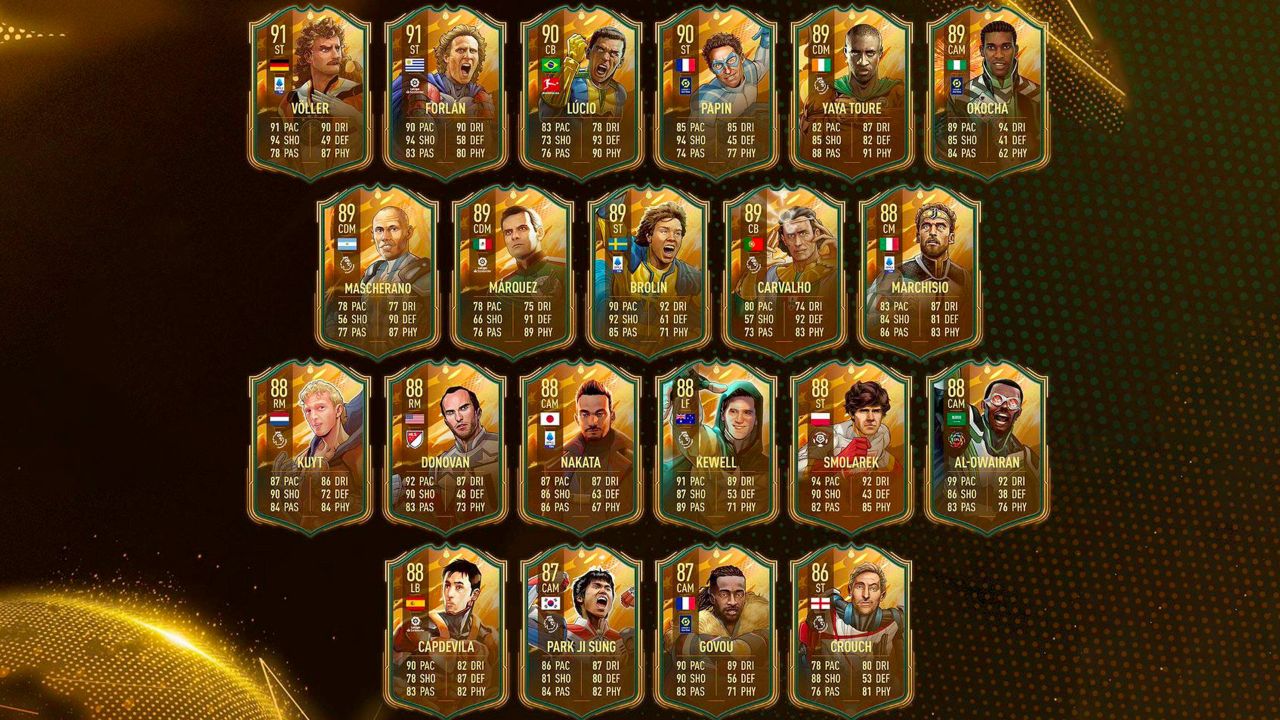 91
ST
VÖLLER
91 PAC 90 DRI
94 SHO 49 DEF
78 PAS 87 PHY
91
ST
FORLÁN
90 PAC 90 DRI
94 SHO 58 DEF
83 PAS 80 PHY
90
CB
LÚCIO
83 PAC 78 DRI
73 SHO 93 DEF
76 PAS 90 PHY
90
ST
PAPIN
85 PAC 85 DRI
94 SHO 45 DEF
74 PAS 77 PHY
89
CDM
YAYA TOURE
82 PAC 87 DRI
85 SHO 82 DEF
88 PAS 91 PHY
89
CAM
OKOCHA
89 PAC 94 DRI
85 SHO 41 DEF
84 PAS 62 PHY
89
CDM
MASCHERANO
78 PAC 77 DRI
56 SHO 90 DEF
77 PAS 87 PHY
89
CDM
MÁRQUEZ
78 PAC 75 DRI
66 SHO 91 DEF
76 PAS 89 PHY
89
ST
BROLIN
90 PAC 92 DRI
92 SHO 61 DEF
85 PAS 71 PHY
89
CB
CARVALHO
80 PAC 74 DRI
57 SHO 92 DEF
73 PAS 83 PHY
88
CM
MARCHISIO
83 PAC 87 DRI
84 SHO 81 DEF
86 PAS 83 PHY
88
RM
KUYT
87 PAC 86 DRI
90 SHO 72 DEF
84 PAS 84 PHY
88
RM
DONOVAN
92 PAC 87 DRI
90 SHO 48 DEF
83 PAS 73 PHY
88
CAM
NAKATA
87 PAC 87 DRI
86 SHO 63 DEF
86 PAS 67 PHY
88
LF
KEWELL
91 PAC 89 DRI
87 SHO 53 DEF
89 PAS 71 PHY
88
ST
SMOLAREK
94 PAC 92 DRI
90 SHO 43 DEF
82 PAS 85 PHY
88
CAM
AL-OWAIRAN
99 PAC 92 DRI
86 SHO 38 DEF
83 PAS 76 PHY
88
LB
CAPDEVILA
90 PAC 82 DRI
78 SHO 87 DEF
83 PAS 82 PHY
87
CAM
PARK JI SUNG
86 PAC 87 DRI
81 SHO 80 DEF
84 PAS 82 PHY
87
CAM
GOVOU
90 PAC 89 DRI
90 SHO 56 DEF
83 PAS 71 PHY
86
ST
CROUCH
78 PAC 80 DRI
88 SHO 53 DEF
76 PAS 81 PHY